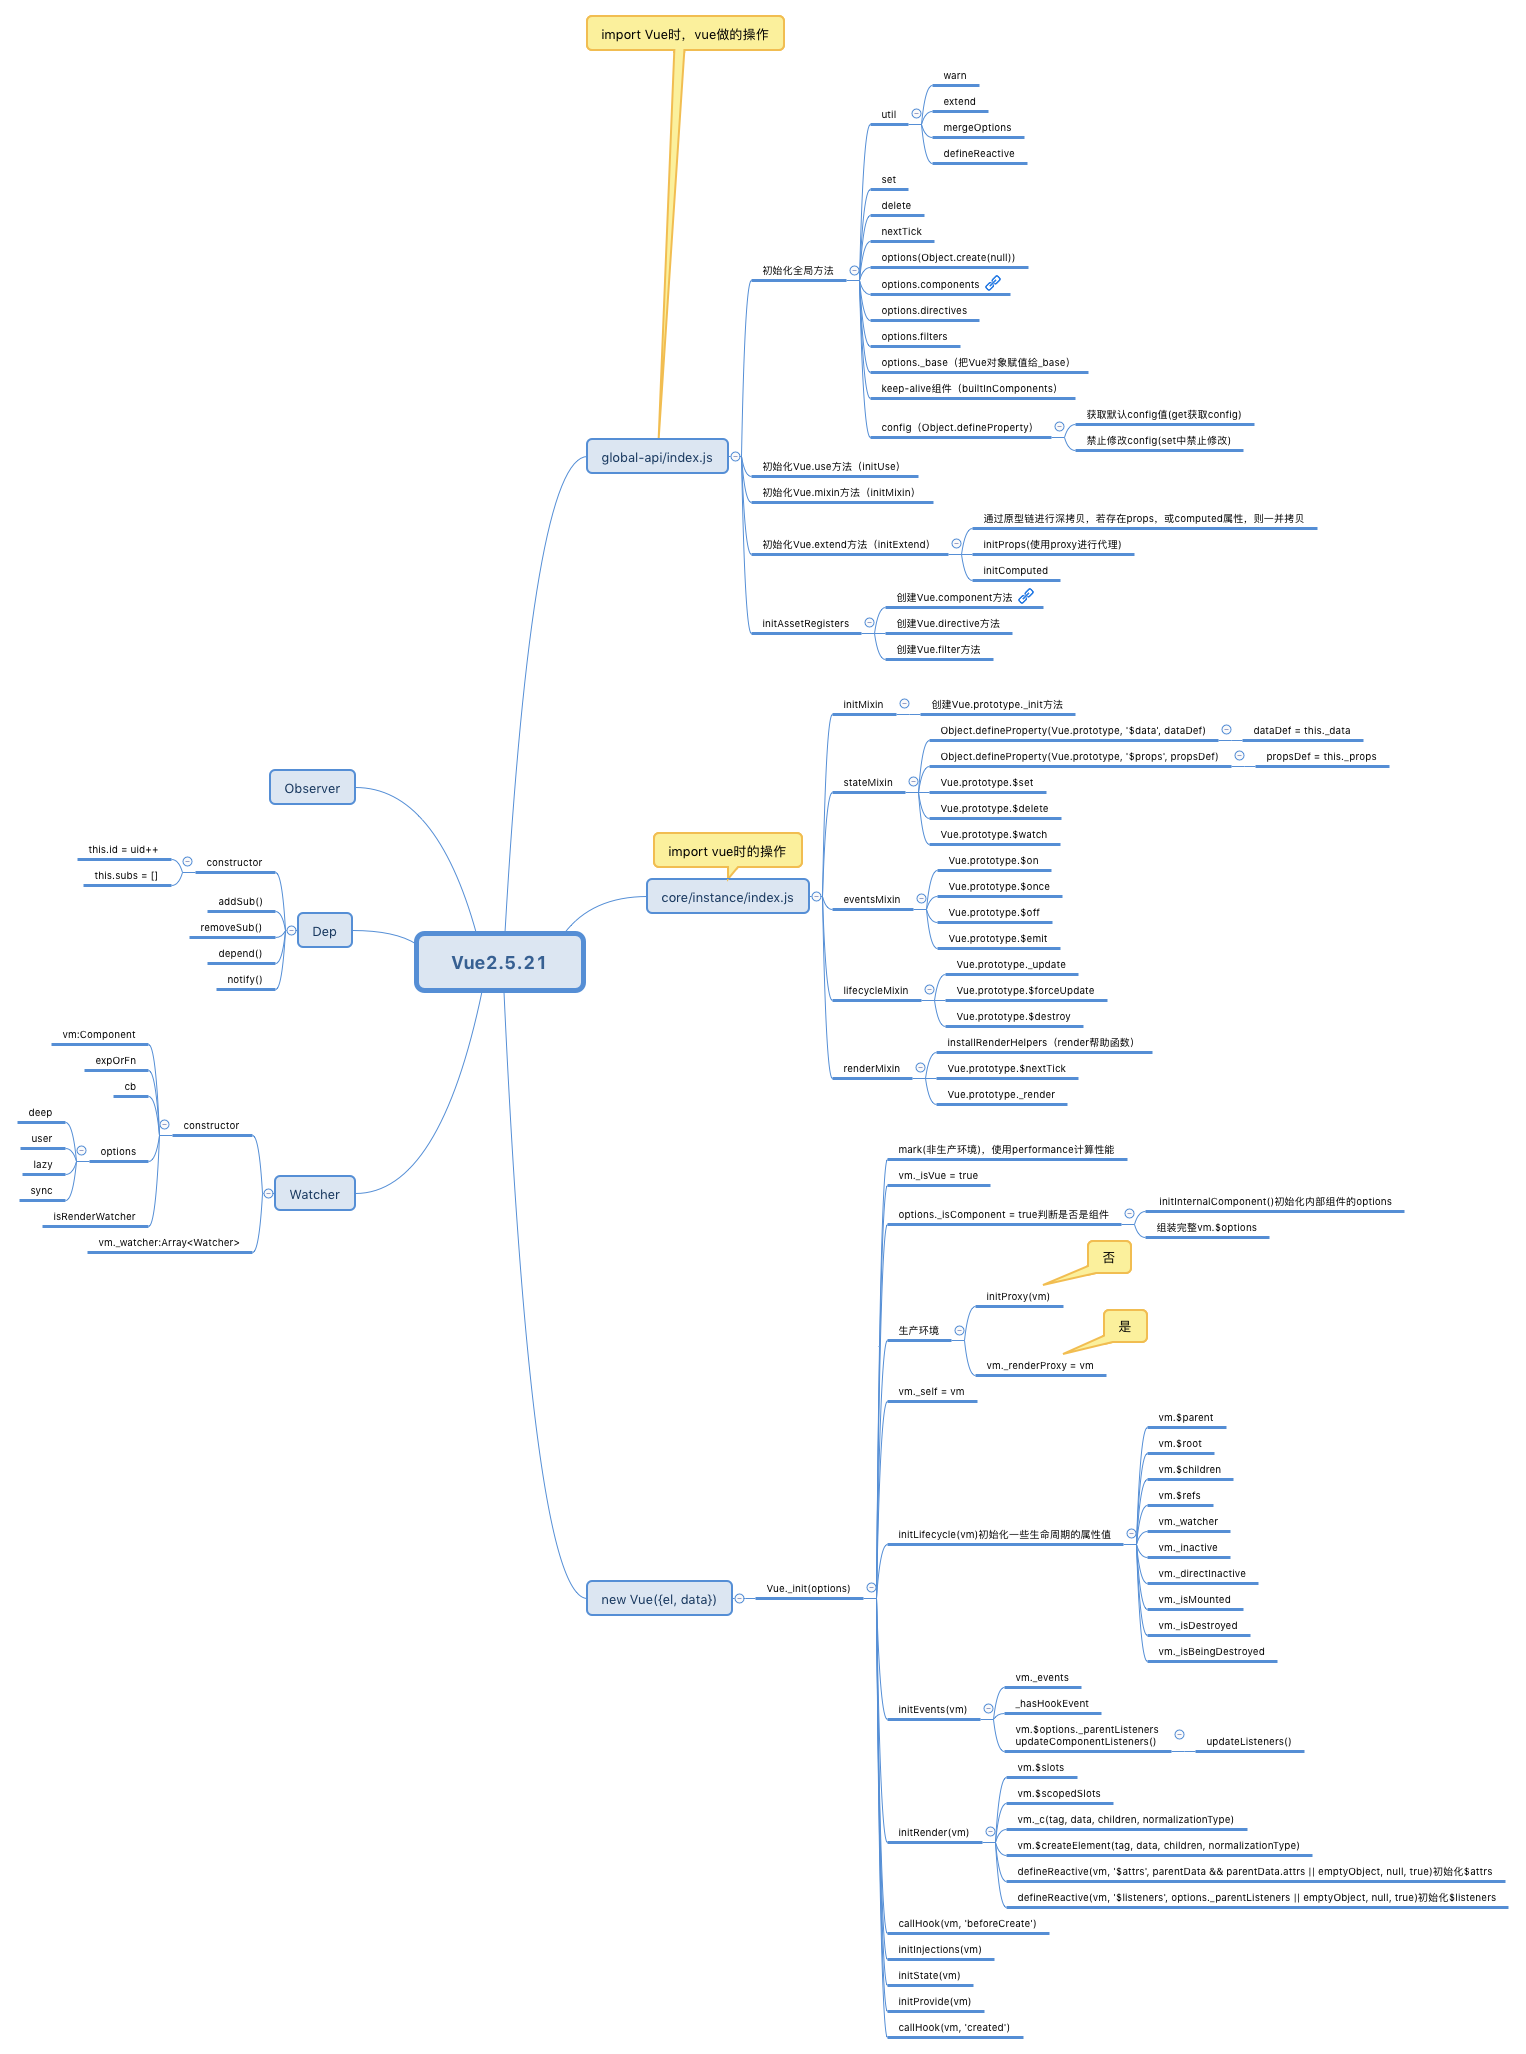 import Vue时，vue做的操作
global-api/index.js
初始化全局方法
util
warn
extend
mergeOptions
defineReactive
set
delete
nextTick
options(Object.create(null))
options.components
options.directives
options.filters
options._base（把Vue对象赋值给_base）
keep-alive组件（builtInComponents）
config（Object.defineProperty）
获取默认config值(get获取config)
禁止修改config(set中禁止修改)
初始化Vue.use方法（initUse）
初始化Vue.mixin方法（initMixin）
初始化Vue.extend方法（initExtend）
通过原型链进行深拷贝，若存在props，或computed属性，则一并拷贝
initProps(使用proxy进行代理)
initComputed
initAssetRegisters
创建Vue.component方法
创建Vue.directive方法
创建Vue.filter方法
import vue时的操作
core/instance/index.js
initMixin
创建Vue.prototype._init方法
stateMixin
Object.defineProperty(Vue.prototype, '$data', dataDef)
dataDef = this._data
Object.defineProperty(Vue.prototype, '$props', propsDef)
propsDef = this._props
Vue.prototype.$set
Vue.prototype.$delete
Vue.prototype.$watch
eventsMixin
Vue.prototype.$on
Vue.prototype.$once
Vue.prototype.$off
Vue.prototype.$emit
lifecycleMixin
Vue.prototype._update
Vue.prototype.$forceUpdate
Vue.prototype.$destroy
renderMixin
installRenderHelpers（render帮助函数）
Vue.prototype.$nextTick
Vue.prototype._render
Vue2.5.21
Observer
Dep
constructor
this.id = uid++
this.subs = []
addSub()
removeSub()
depend()
notify()
Watcher
constructor
vm:Component
expOrFn
cb
options
deep
user
lazy
sync
isRenderWatcher
vm._watcher:Array<Watcher>
new Vue({el, data})
Vue._init(options)
mark(非生产环境)，使用performance计算性能
vm._isVue = true
options._isComponent = true判断是否是组件
initInternalComponent()初始化内部组件的options
组装完整vm.$options
生产环境
否
initProxy(vm)
是
vm._renderProxy = vm
vm._self = vm
initLifecycle(vm)初始化一些生命周期的属性值
vm.$parent
vm.$root
vm.$children
vm.$refs
vm._watcher
vm._inactive
vm._directInactive
vm._isMounted
vm._isDestroyed
vm._isBeingDestroyed
initEvents(vm)
vm._events
_hasHookEvent
vm.$options._parentListeners
updateComponentListeners()
updateListeners()
initRender(vm)
vm.$slots
vm.$scopedSlots
vm._c(tag, data, children, normalizationType)
vm.$createElement(tag, data, children, normalizationType)
defineReactive(vm, '$attrs', parentData && parentData.attrs || emptyObject, null, true)初始化$attrs
defineReactive(vm, '$listeners', options._parentListeners || emptyObject, null, true)初始化$listeners
callHook(vm, 'beforeCreate')
initInjections(vm)
initState(vm)
initProvide(vm)
callHook(vm, 'created')